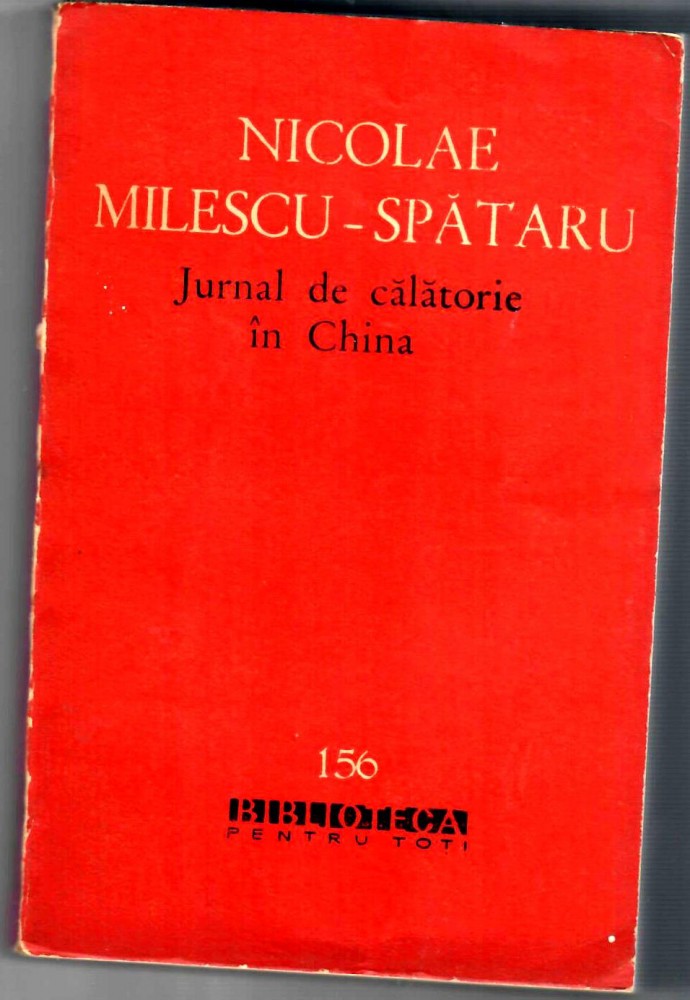 NICOLAE
MILESCU - SPĂTARU
Jurnal de călătorie
în China
156
BIBLIOTECA
PENTRU TOȚI